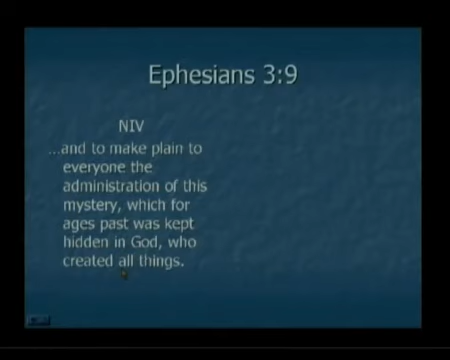 Ephesians 3:9
NIV
...and to make plain to
everyone the
administration of this
mystery, which for
ages past was kept
hidden in God, who
created all things.